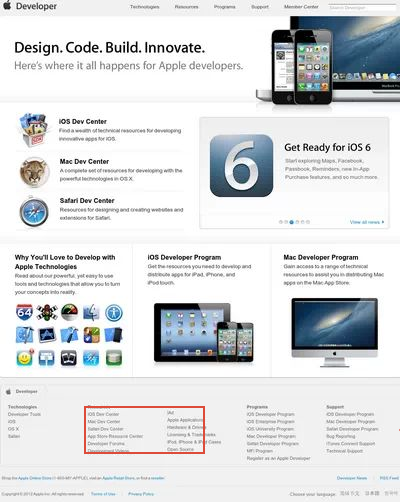 Developer
Technologies Resources Programs Support Member Center
Search Developer
Design. Code. Build. Innovate.
Here's where it all happens for Apple developers.
iOS Dev Center
Find a wealth of technical resources for developing
innovative apps for iOS.
Mac Dev Center
A complete set of resources for developing with the
powerful technologies in OS X.
Safari Dev Center
Resources for designing and creating websites and
extensions for Safari.
6
Get Ready for iOS 6
Start exploring Maps, Facebook,
Passbook, Reminders, new In-App
Purchase features, and so much more.
View all news
Why You'll Love to Develop with
Apple Technologies
Read about our powerful, yet easy to use
tools and technologies that allow you to turn
your concepts into reality.
64
iOS Developer Program
Get the resources you need to develop and
distribute apps for iPad, iPhone, and
iPod touch.
Mac Developer Program
Gain access to a range of technical
resources to assist you in distributing Mac
apps on the Mac App Store.
Developer
Technologies
Developer Tools
iOS
OS X
Safari
Resources
iOS Dev Center
Mac Dev Center
Safari Dev Center
App Store Resource Center
Developer Forums
Development Videos
iAd
Apple Applications
Hardware & Drivers
Licensing & Trademarks
iPod, iPhone & iPad Cases
Open Source
Programs
iOS Developer Program
iOS Enterprise Program
iOS University Program
Mac Developer Program
Safari Developer Program
MFi Program
Register as an Apple Developer
Support
iOS Developer Program
Mac Developer Program
Safari Developer Program
Bug Reporting
iTunes Connect Support
Technical Support
Shop the Apple Online Store (1-800-MY-APPLE), visit an Apple Retail Store, or find a reseller.
Developer News RSS Feed
Copyright © 2012 Apple Inc. All rights reserved. Terms of Use Privacy Policy
简体中文 日本語 한국어